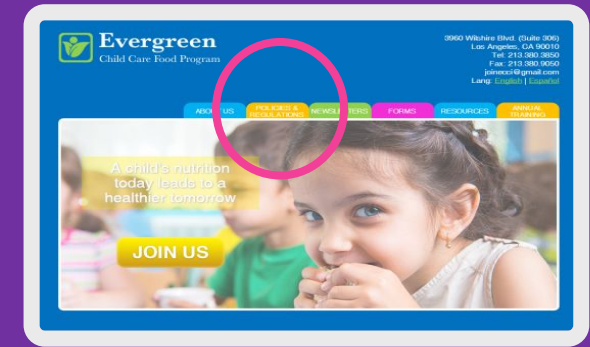 Evergreen
Child Care Food Program
3960 Wilshire Blvd. (Suite 306)
Los Angeles, CA 90010
Tel: 213.380.3850
Fax: 213.380.9050
joinecci@gmail.com
Lang: English | Español
ABOUT US
POLICIES &
REGULATIONS
NEWSLETTERS
FORMS
RESOURCES
ANNUAL
TRAINING
A child's nutrition
today leads to a
healthier tomorrow
JOIN US